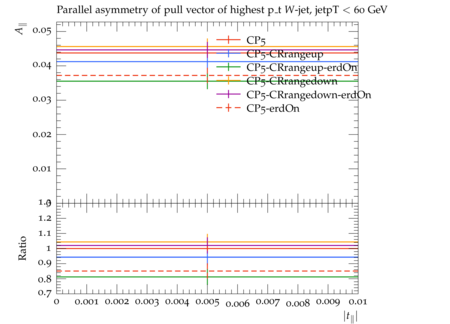 Parallel asymmetry of pull vector of highest p_t W-jet, jetpT < 60 GeV
A∥
0.05
0.04
0.03
0.02
0.01
CP5
CP5-CRrangeup
CP5-CRrangeup-erdOn
CP5-CRrangedown
CP5-CRrangedown-erdOn
CP5-erdOn
Ratio
1.2
1.1
1
0.9
0.8
0.7
0 0.001 0.002 0.003 0.004 0.005 0.006 0.007 0.008 0.009 0.01
|t∥|